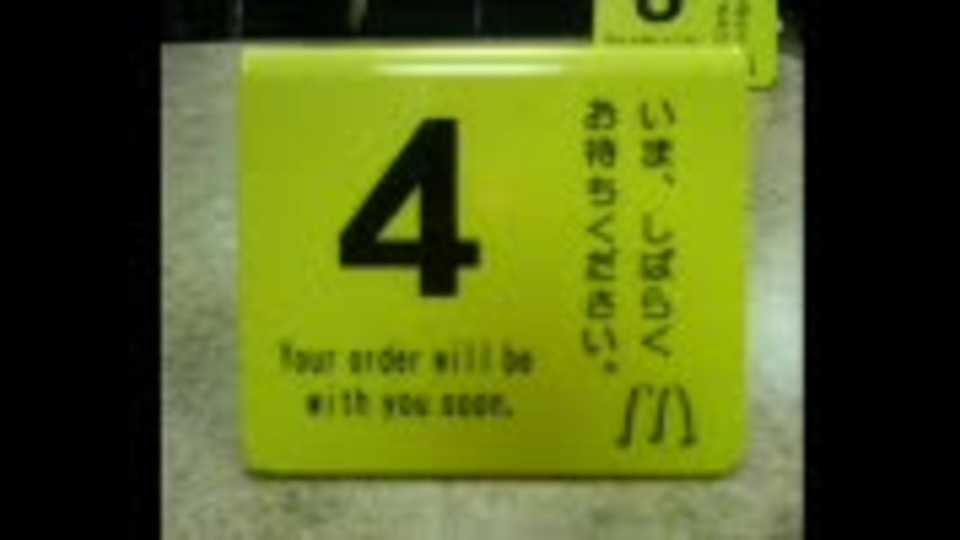 4
Your order will be
with you soon.
いま、しばらく
お待ちください。